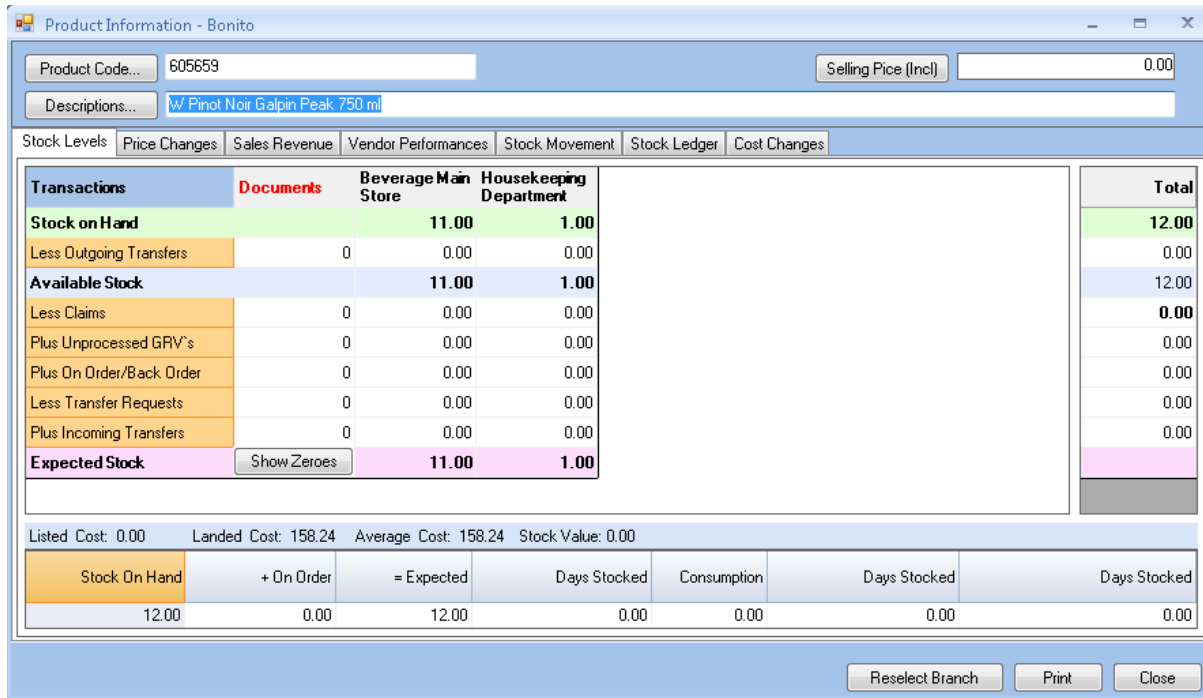 Product Information - Bonito
Product Code... 605659 Selling Pice (Incl) 0.00
Descriptions... W Pinot Noir Galpin Peak 750 ml
Stock Levels Price Changes Sales Revenue Vendor Performances Stock Movement Stock Ledger Cost Changes
Transactions Documents Beverage Main Store Housekeeping Department Total
Stock on Hand 11.00 1.00 12.00
Less Outgoing Transfers 0 0.00 0.00 0.00
Available Stock 11.00 1.00 12.00
Less Claims 0 0.00 0.00 0.00
Plus Unprocessed GRV`s 0 0.00 0.00 0.00
Plus On Order/Back Order 0 0.00 0.00 0.00
Less Transfer Requests 0 0.00 0.00 0.00
Plus Incoming Transfers 0 0.00 0.00 0.00
Expected Stock Show Zeroes 11.00 1.00
Listed Cost: 0.00 Landed Cost: 158.24 Average Cost: 158.24 Stock Value: 0.00
Stock On Hand + On Order = Expected Days Stocked Consumption Days Stocked Days Stocked
12.00 0.00 12.00 0.00 0.00 0.00 0.00
Reselect Branch Print Close